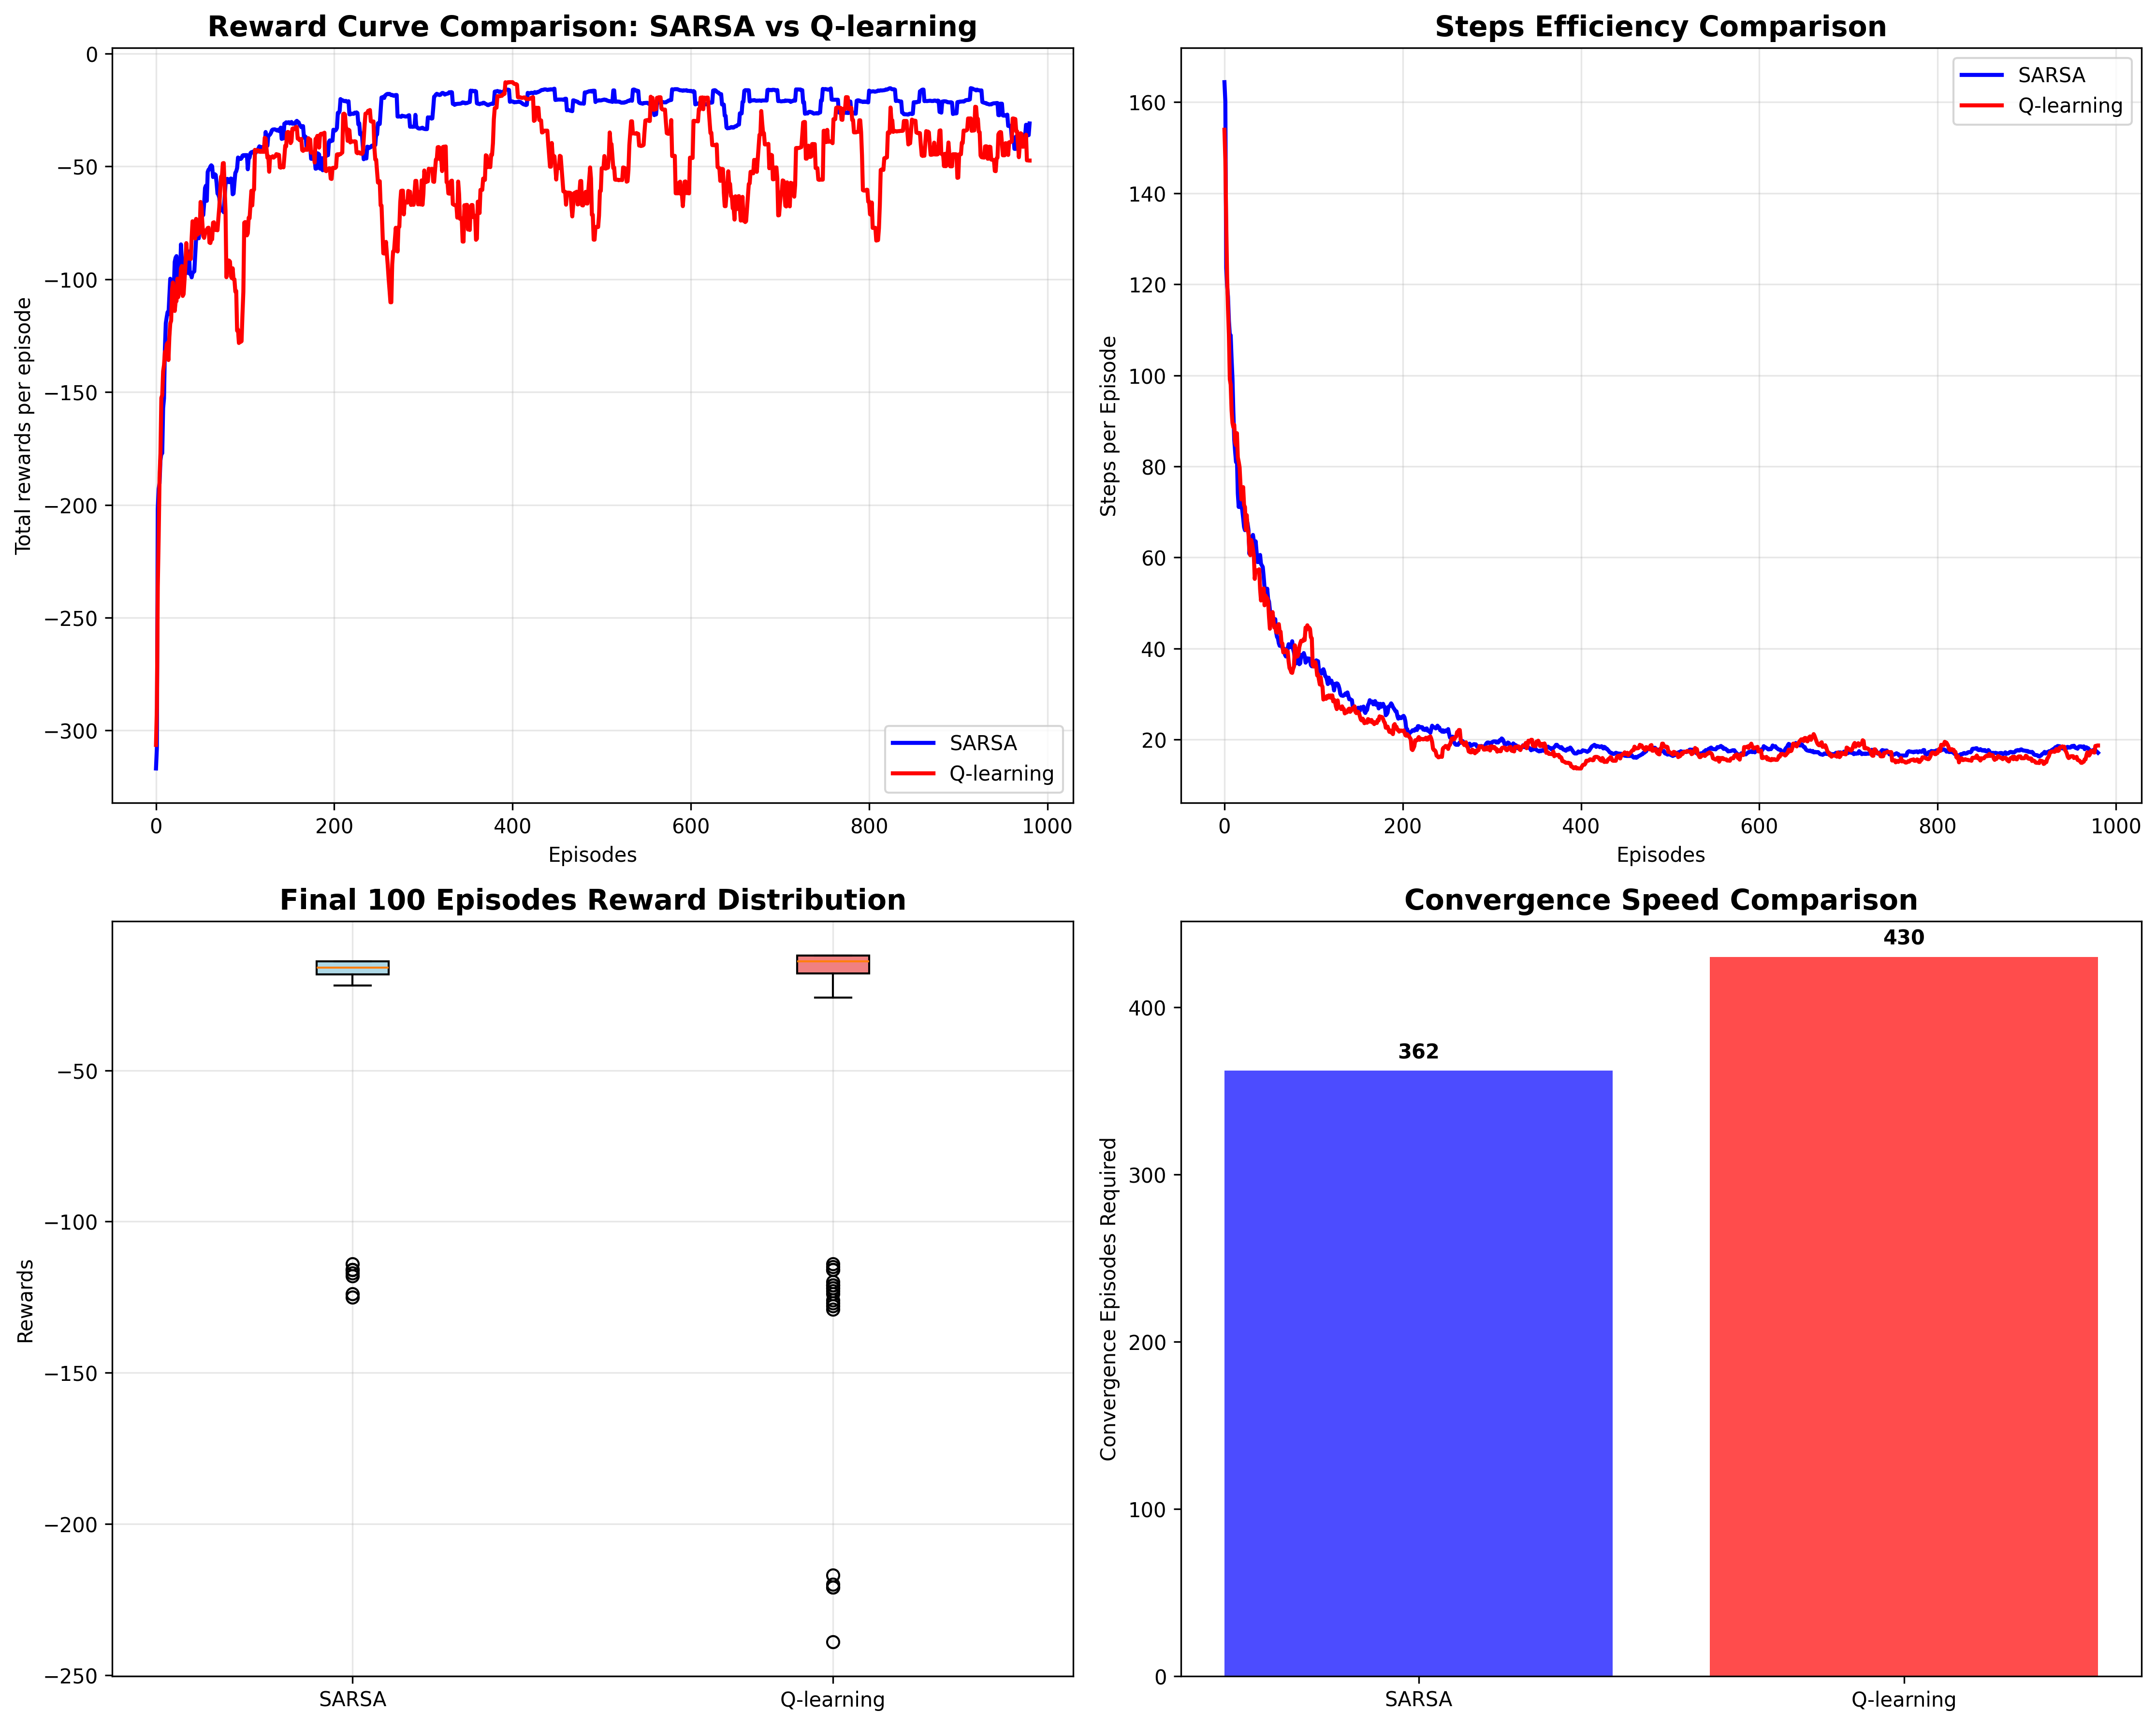 Reward Curve Comparison: SARSA vs Q-learning
Total rewards per episode
0
−50
−100
−150
−200
−250
−300
SARSA
Q-learning
0 200 400 600 800 1000
Episodes
Steps Efficiency Comparison
Steps per Episode
160
140
120
100
80
60
40
20
SARSA
Q-learning
0 200 400 600 800 1000
Episodes
Final 100 Episodes Reward Distribution
Rewards
−50
−100
−150
−200
−250
SARSA Q-learning
Convergence Speed Comparison
Convergence Episodes Required
400
300
200
100
0
362
430
SARSA Q-learning